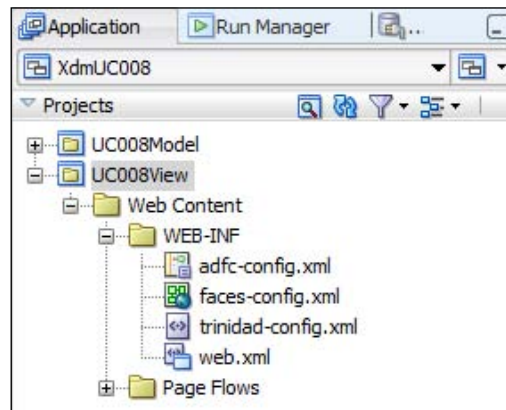 Application Run Manager ...
XdmUC008
Projects
UC008Model
UC008View
Web Content
WEB-INF
adfc-config.xml
faces-config.xml
trinidad-config.xml
web.xml
Page Flows